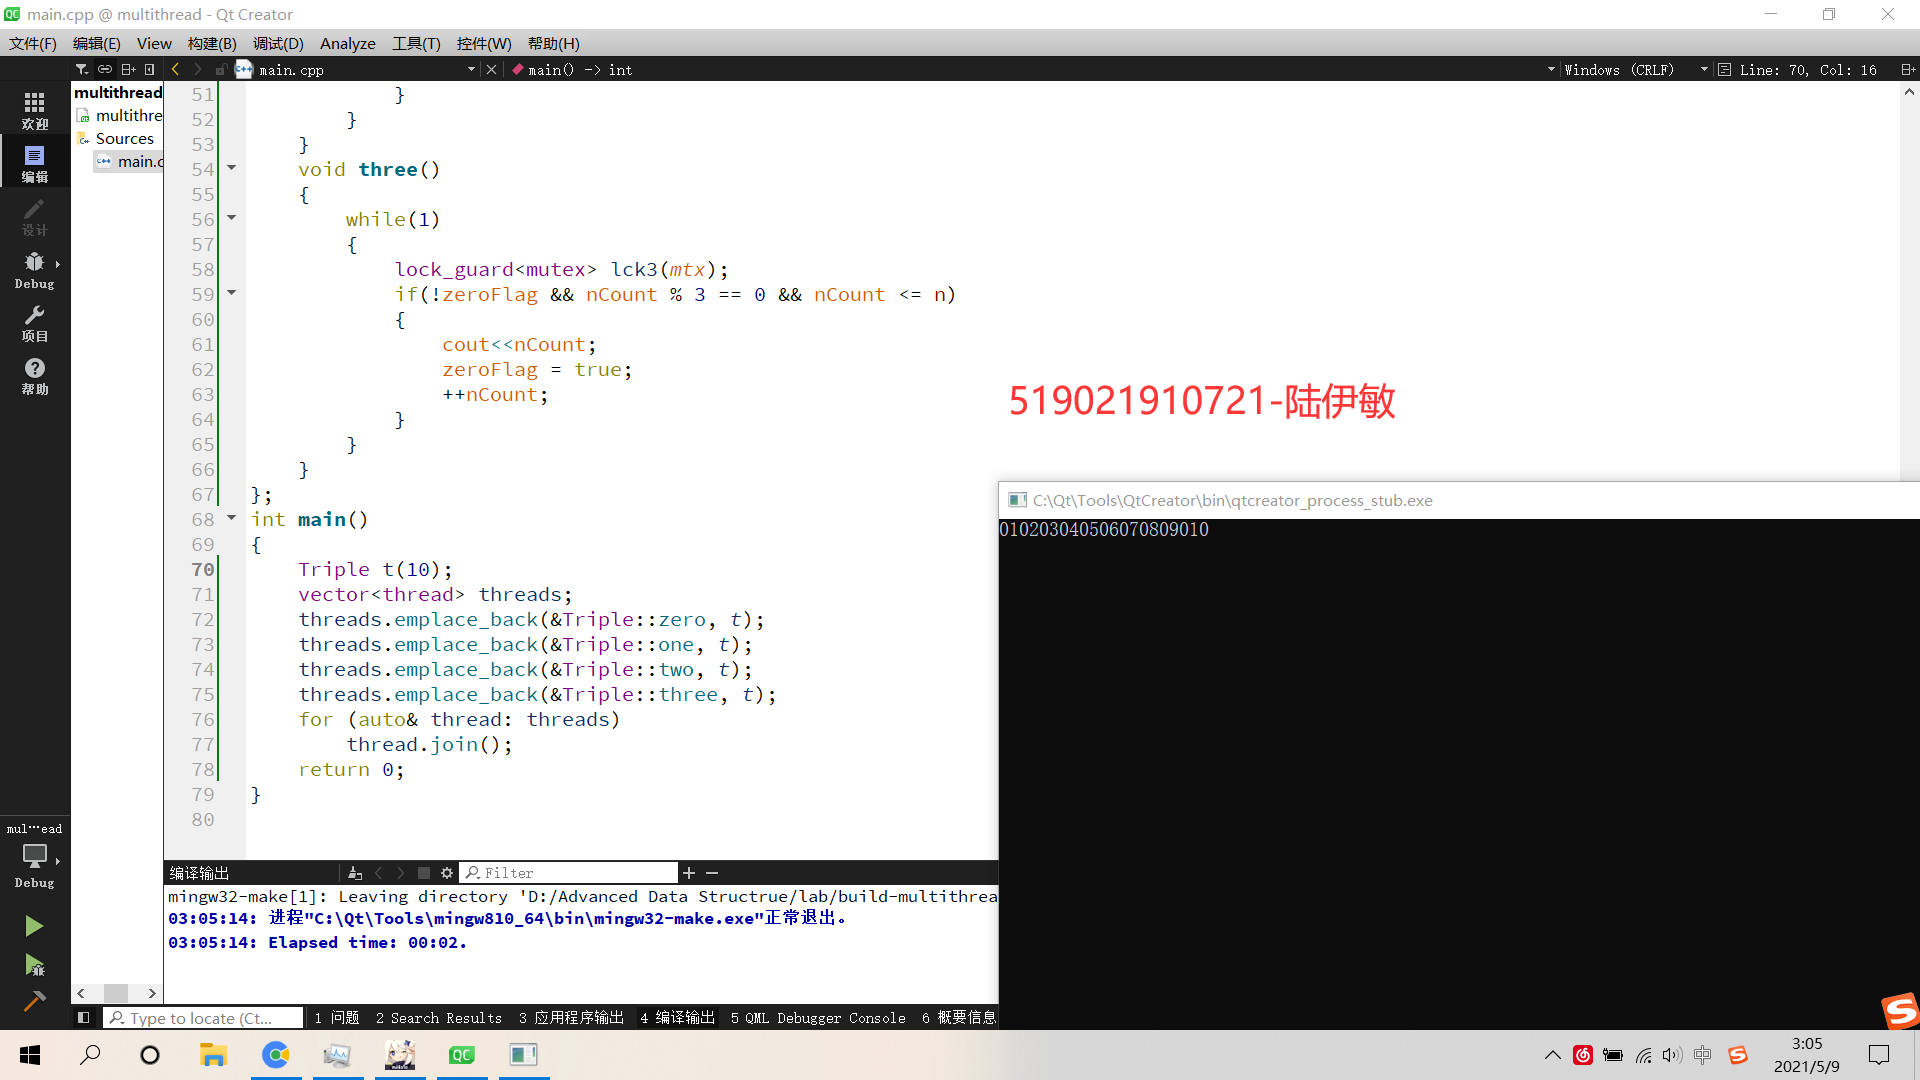 main.cpp @ multithread - Qt Creator
文件(F) 编辑(E) View 构建(B) 调试(D) Analyze 工具(T) 控件(W) 帮助(H)
main.cpp main() -> int Windows (CRLF) Line: 70, Col: 16
multithread
multithre
Sources
main.c
欢迎
编辑
设计
Debug
项目
帮助
mul…ead
Debug
51 }
52 }
53 }
54 void three()
55 {
56 while(1)
57 {
58 lock_guard<mutex> lck3(mtx);
59 if(!zeroFlag && nCount % 3 == 0 && nCount <= n)
60 {
61 cout<<nCount;
62 zeroFlag = true;
63 ++nCount;
64 }
65 }
66 }
67 };
68 int main()
69 {
70 Triple t(10);
71 vector<thread> threads;
72 threads.emplace_back(&Triple::zero, t);
73 threads.emplace_back(&Triple::one, t);
74 threads.emplace_back(&Triple::two, t);
75 threads.emplace_back(&Triple::three, t);
76 for (auto& thread: threads)
77 thread.join();
78 return 0;
79 }
80
519021910721-陆伊敏
C:\Qt\Tools\QtCreator\bin\qtcreator_process_stub.exe
010203040506070809010
编译输出 Filter
mingw32-make[1]: Leaving directory 'D:/Advanced Data Structrue/lab/build-multithrea
03:05:14: 进程"C:\Qt\Tools\mingw810_64\bin\mingw32-make.exe"正常退出。
03:05:14: Elapsed time: 00:02.
Type to locate (Ct... 1 问题 2 Search Results 3 应用程序输出 4 编译输出 5 QML Debugger Console 6 概要信息
中
3:05
2021/5/9